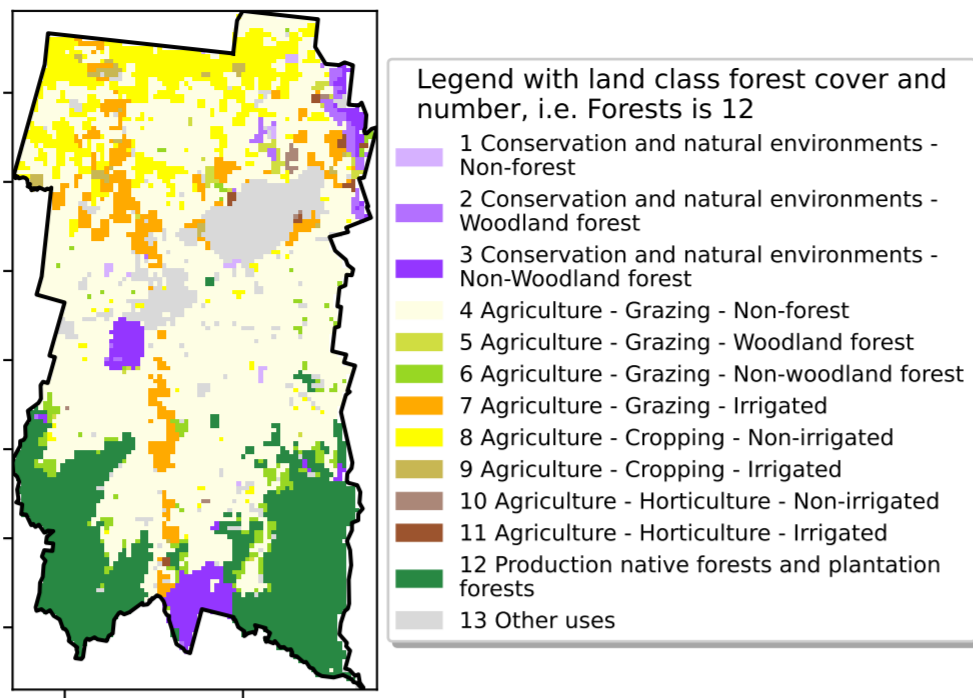 Legend with land class forest cover and
number, i.e. Forests is 12
1 Conservation and natural environments -
Non-forest
2 Conservation and natural environments -
Woodland forest
3 Conservation and natural environments -
Non-Woodland forest
4 Agriculture - Grazing - Non-forest
5 Agriculture - Grazing - Woodland forest
6 Agriculture - Grazing - Non-woodland forest
7 Agriculture - Grazing - Irrigated
8 Agriculture - Cropping - Non-irrigated
9 Agriculture - Cropping - Irrigated
10 Agriculture - Horticulture - Non-irrigated
11 Agriculture - Horticulture - Irrigated
12 Production native forests and plantation
forests
13 Other uses